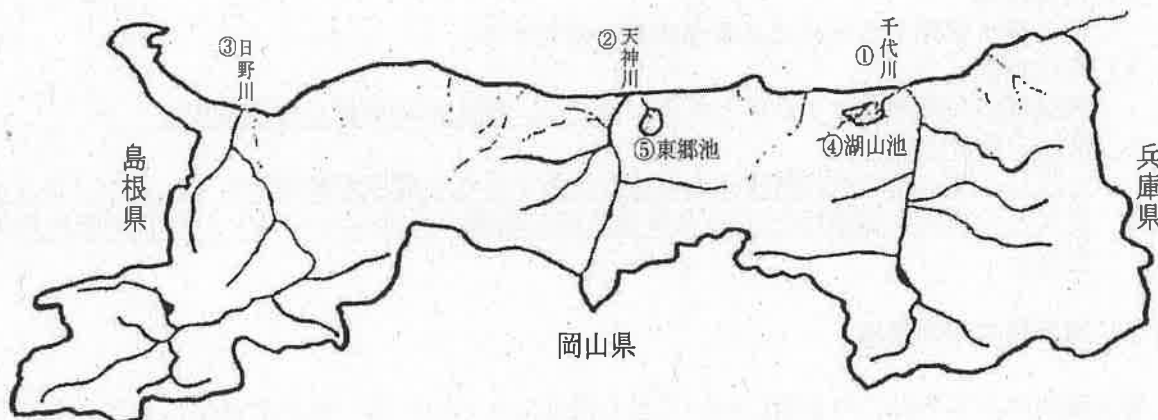 ③日野川
②天神川
①千代川
島根県
⑤東郷池
④湖山池
兵庫県
岡山県